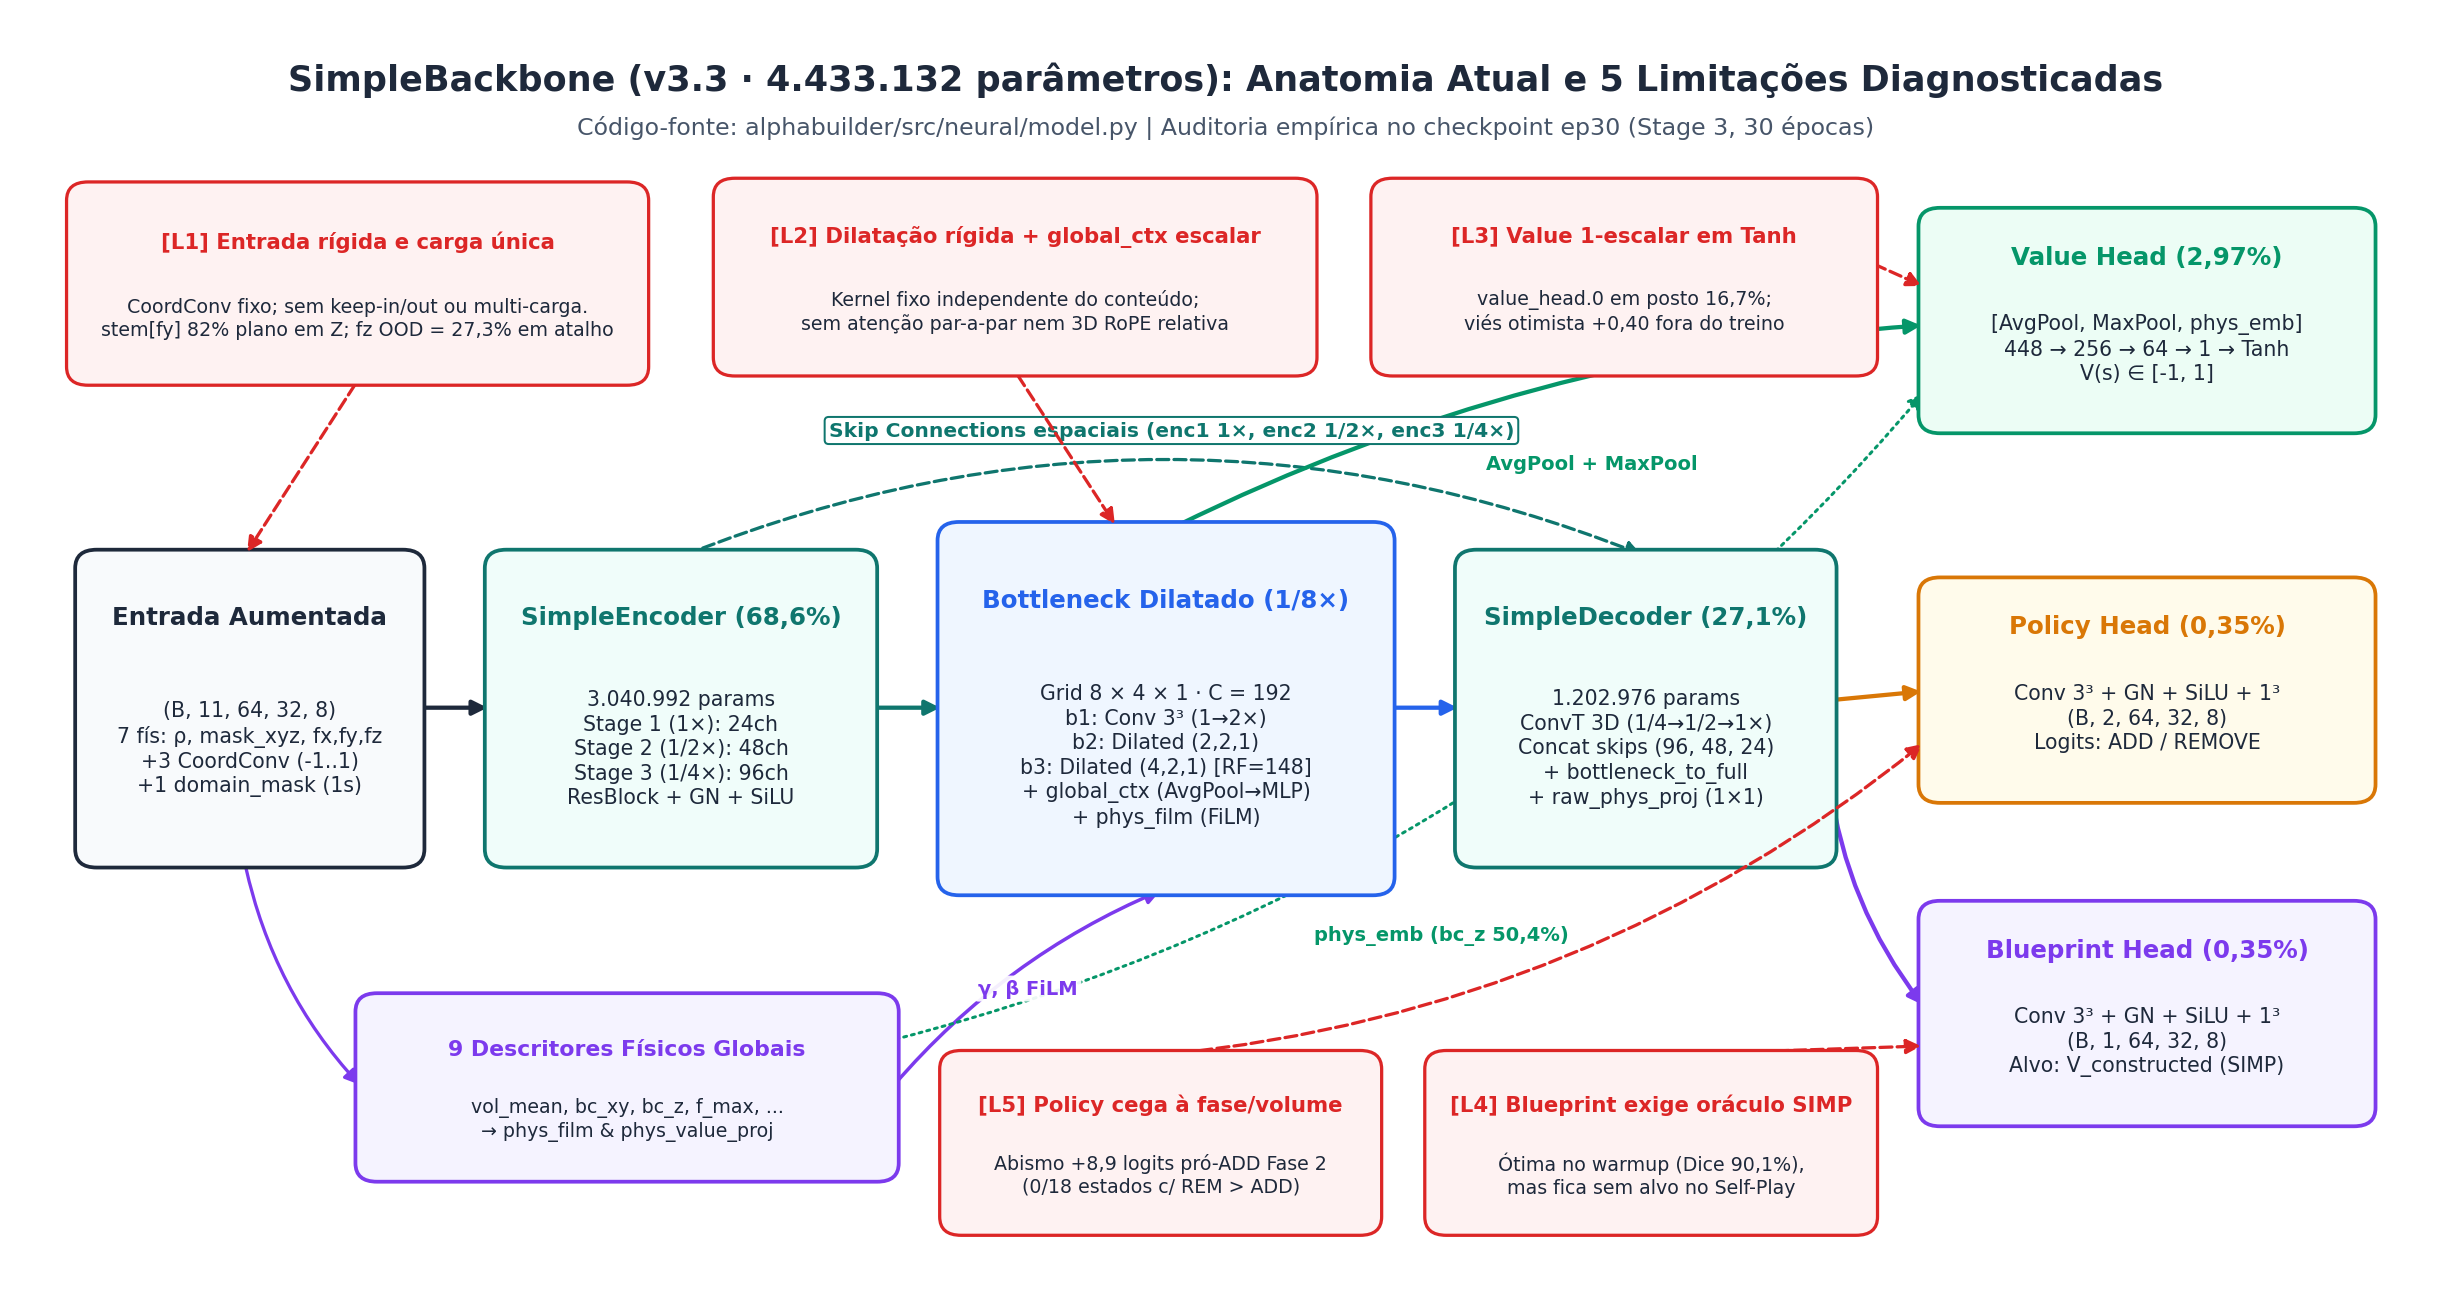 SimpleBackbone (v3.3 · 4.433.132 parâmetros): Anatomia Atual e 5 Limitações Diagnosticadas
Código-fonte: alphabuilder/src/neural/model.py | Auditoria empírica no checkpoint ep30 (Stage 3, 30 épocas)
[L1] Entrada rígida e carga única
CoordConv fixo; sem keep-in/out ou multi-carga.
stem[fy] 82% plano em Z; fz OOD = 27,3% em atalho
[L2] Dilatação rígida + global_ctx escalar
Kernel fixo independente do conteúdo;
sem atenção par-a-par nem 3D RoPE relativa
[L3] Value 1-escalar em Tanh
value_head.0 em posto 16,7%;
viés otimista +0,40 fora do treino
Value Head (2,97%)
[AvgPool, MaxPool, phys_emb]
448 → 256 → 64 → 1 → Tanh
V(s) ∈ [-1, 1]
Skip Connections espaciais (enc1 1×, enc2 1/2×, enc3 1/4×)
AvgPool + MaxPool
Entrada Aumentada
(B, 11, 64, 32, 8)
7 fís: ρ, mask_xyz, fx,fy,fz
+3 CoordConv (-1..1)
+1 domain_mask (1s)
SimpleEncoder (68,6%)
3.040.992 params
Stage 1 (1×): 24ch
Stage 2 (1/2×): 48ch
Stage 3 (1/4×): 96ch
ResBlock + GN + SiLU
Bottleneck Dilatado (1/8×)
Grid 8 × 4 × 1 · C = 192
b1: Conv 3³ (1→2×)
b2: Dilated (2,2,1)
b3: Dilated (4,2,1) [RF=148]
+ global_ctx (AvgPool→MLP)
+ phys_film (FiLM)
SimpleDecoder (27,1%)
1.202.976 params
ConvT 3D (1/4→1/2→1×)
Concat skips (96, 48, 24)
+ bottleneck_to_full
+ raw_phys_proj (1×1)
Policy Head (0,35%)
Conv 3³ + GN + SiLU + 1³
(B, 2, 64, 32, 8)
Logits: ADD / REMOVE
phys_emb (bc_z 50,4%)
γ, β FiLM
Blueprint Head (0,35%)
Conv 3³ + GN + SiLU + 1³
(B, 1, 64, 32, 8)
Alvo: V_constructed (SIMP)
9 Descritores Físicos Globais
vol_mean, bc_xy, bc_z, f_max, ...
→ phys_film & phys_value_proj
[L5] Policy cega à fase/volume
Abismo +8,9 logits pró-ADD Fase 2
(0/18 estados c/ REM > ADD)
[L4] Blueprint exige oráculo SIMP
Ótima no warmup (Dice 90,1%),
mas fica sem alvo no Self-Play